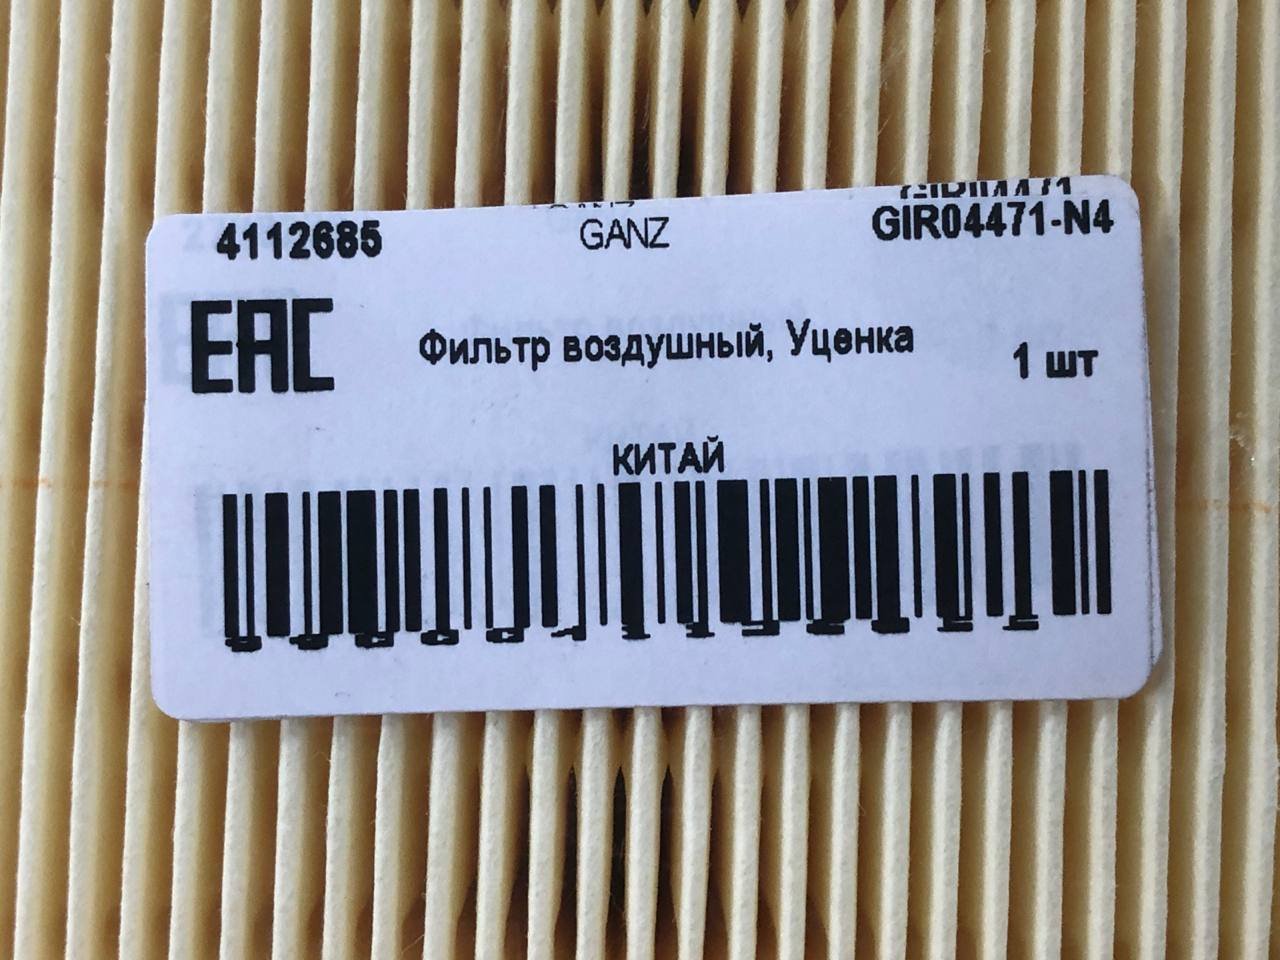 4112685 GANZ GIR04471-N4
EAC
Фильтр воздушный, Уценка
1 шт
КИТАЙ